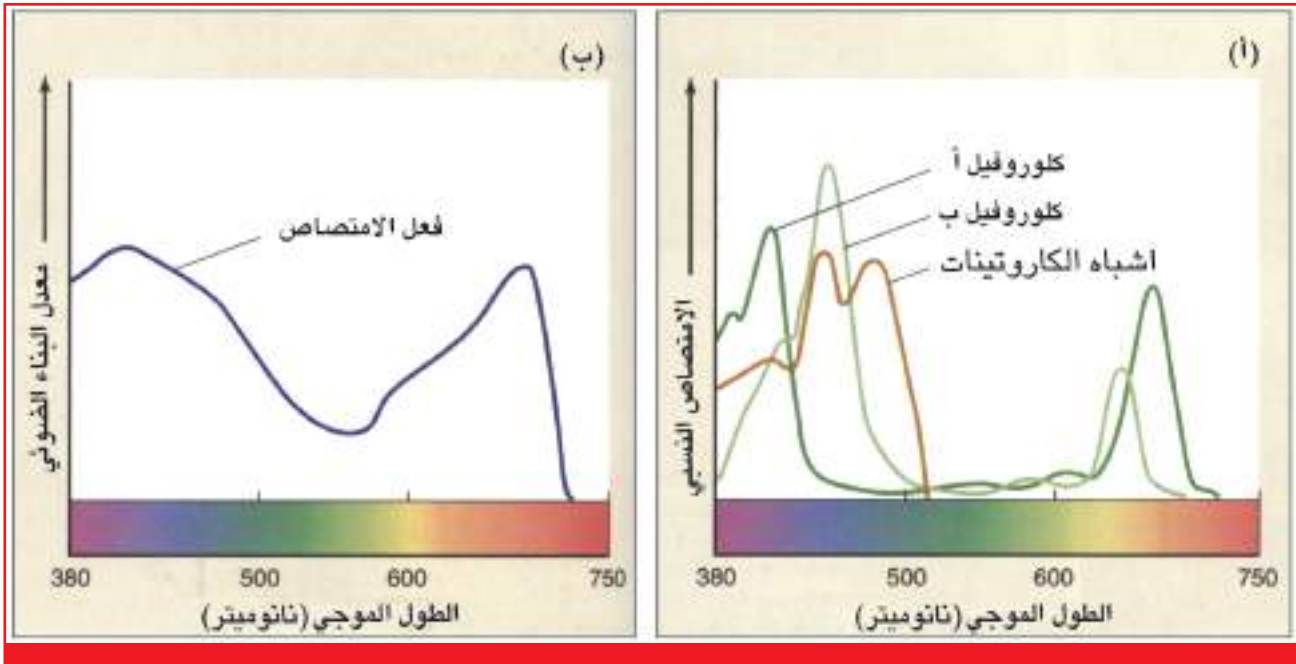 (أ)
كلوروفيل أ
كلوروفيل ب
اشباه الكاروتينات
الامتصاص النسبي
380 500 600 750
الطول الموجي (نانوميتر)
(ب)
فعل الامتصاص
معدل البناء الضوئي
380 500 600 750
الطول الموجي (نانوميتر)